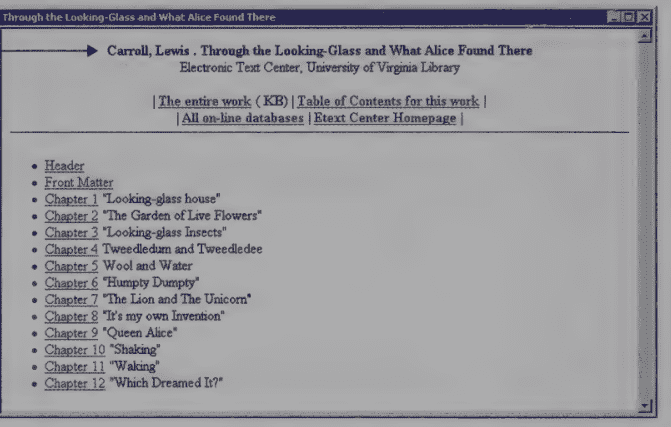 Through the Looking-Glass and What Alice Found There
Carroll, Lewis . Through the Looking-Glass and What Alice Found There
Electronic Text Center, University of Virginia Library
| The entire work ( KB) | Table of Contents for this work |
| All on-line databases | Etext Center Homepage |
• Header
• Front Matter
• Chapter 1 "Looking-glass house"
• Chapter 2 "The Garden of Live Flowers"
• Chapter 3 "Looking-glass Insects"
• Chapter 4 Tweedledum and Tweedledee
• Chapter 5 Wool and Water
• Chapter 6 "Humpty Dumpty"
• Chapter 7 "The Lion and The Unicorn"
• Chapter 8 "It's my own Invention"
• Chapter 9 "Queen Alice"
• Chapter 10 "Shaking"
• Chapter 11 "Waking"
• Chapter 12 "Which Dreamed It?"